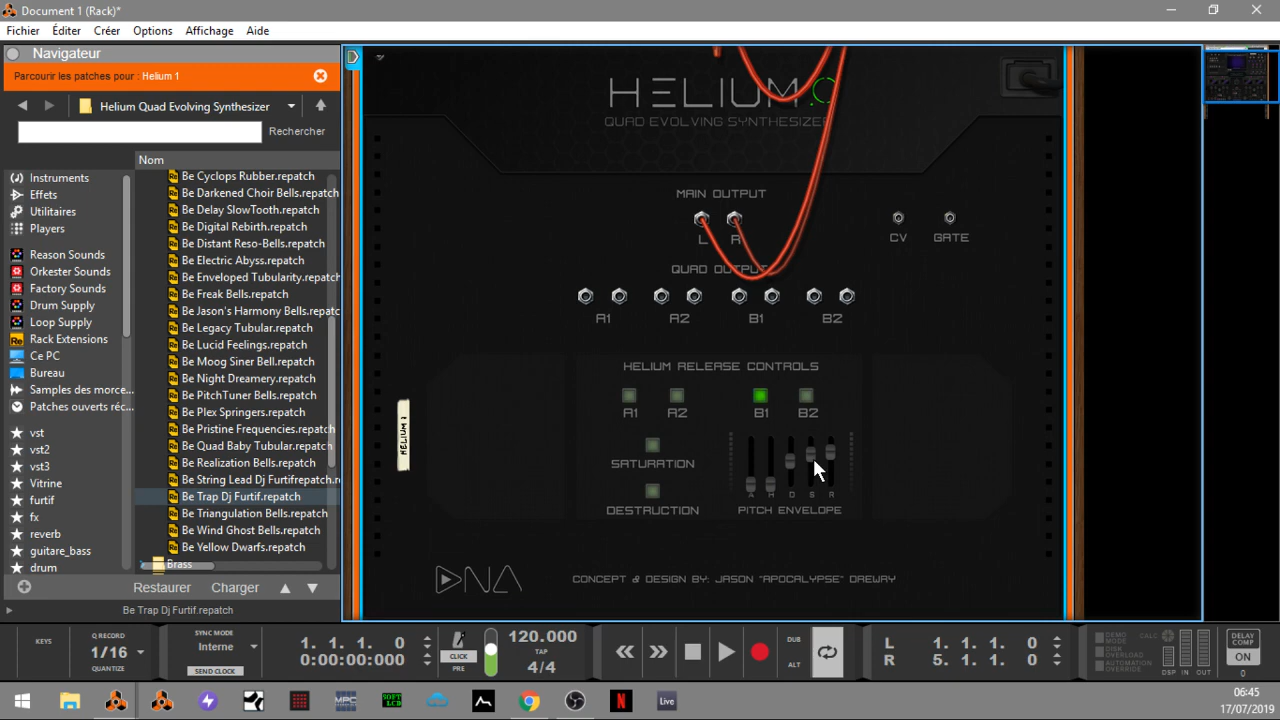 Document 1 (Rack)*
Fichier Éditer Créer Options Affichage Aide
Navigateur
Parcourir les patches pour : Helium 1
Helium Quad Evolving Synthesizer
Rechercher
Nom
Instruments
Effets
Utilitaires
Players
Reason Sounds
Orkester Sounds
Factory Sounds
Drum Supply
Loop Supply
Rack Extensions
Ce PC
Bureau
Samples des morce...
Patches ouverts réc...
vst
vst2
vst3
Vitrine
furtif
fx
reverb
guitare_bass
drum
Be Cyclops Rubber.repatch
Be Darkened Choir Bells.repatch
Be Delay SlowTooth.repatch
Be Digital Rebirth.repatch
Be Distant Reso-Bells.repatch
Be Electric Abyss.repatch
Be Enveloped Tubularity.repatch
Be Freak Bells.repatch
Be Jason's Harmony Bells.repatc
Be Legacy Tubular.repatch
Be Lucid Feelings.repatch
Be Moog Siner Bell.repatch
Be Night Dreamery.repatch
Be PitchTuner Bells.repatch
Be Plex Springers.repatch
Be Pristine Frequencies.repatch
Be Quad Baby Tubular.repatch
Be Realization Bells.repatch
Be String Lead Dj Furtifrepatch.r
Be Trap Dj Furtif.repatch
Be Triangulation Bells.repatch
Be Wind Ghost Bells.repatch
Be Yellow Dwarfs.repatch
Brass
Restaurer Charger
Be Trap Dj Furtif.repatch
HELIUM.Q
QUAD EVOLVING SYNTHESIZER
MAIN OUTPUT
L R
CV GATE
QUAD OUTPUT
A1 A2 B1 B2
HELIUM RELEASE CONTROLS
A1 A2 B1 B2
SATURATION
DESTRUCTION
A H D S R
PITCH ENVELOPE
HELIUM 1
DNA
CONCEPT & DESIGN BY: JASON "APOCALYPSE" DREWRY
KEYS
Q RECORD
1/16
QUANTIZE
SYNC MODE
Interne
SEND CLOCK
1. 1. 1. 0
0:00:00:000
CLICK
PRE
120.000
4/4
DUB
ALT
L 1. 1. 1. 0
R 5. 1. 1. 0
DEMO MODE
DISK OVERLOAD
AUTOMATION OVERRIDE
CALC
DSP IN OUT
DELAY COMP
ON
0
MPC
SOFT LCD
N
Live
06:45
17/07/2019